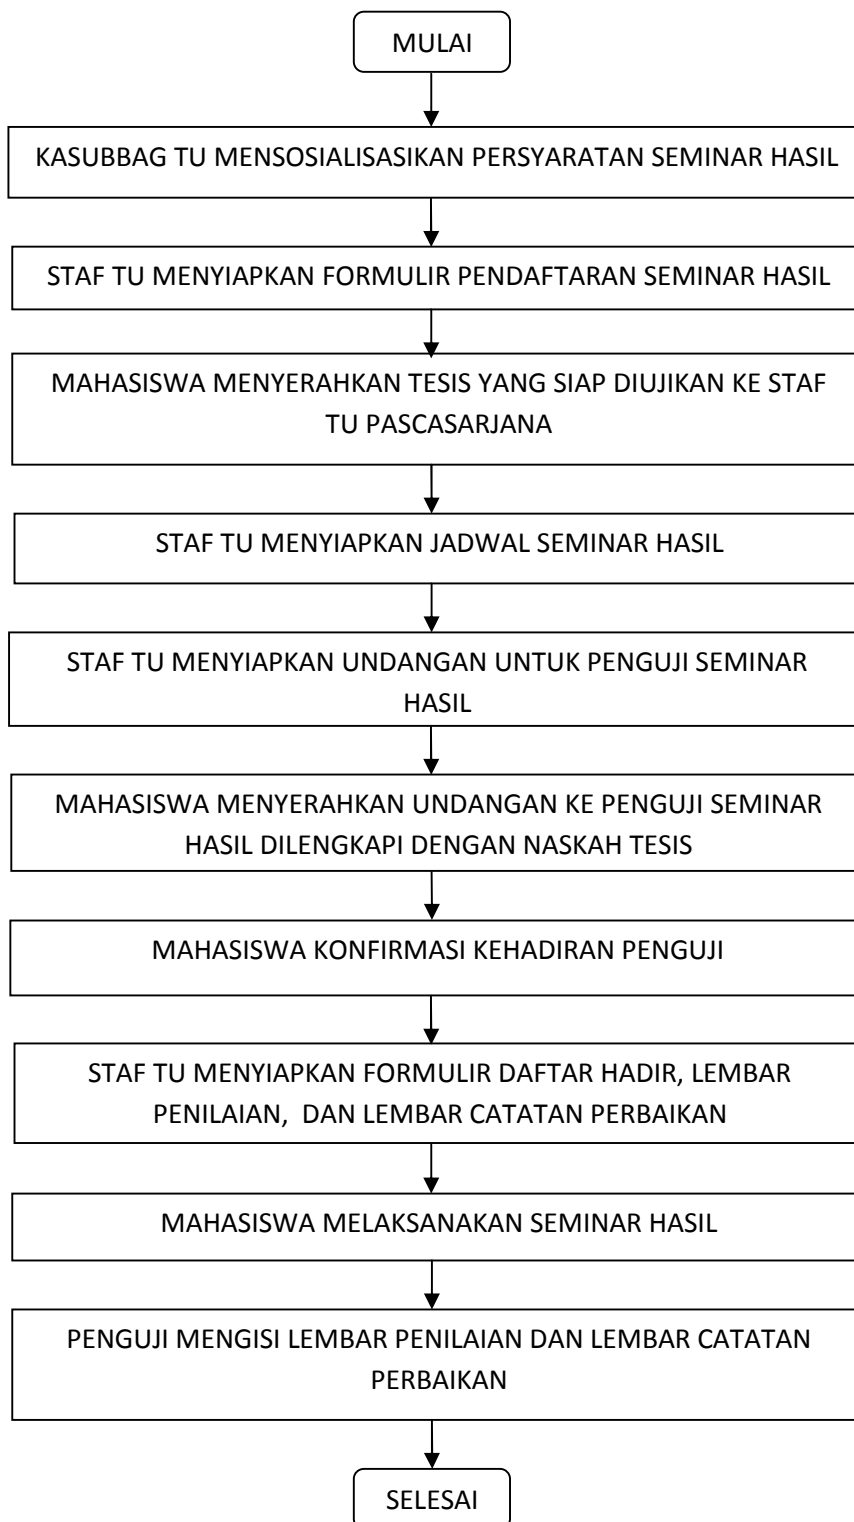 MULAI
KASUBBAG TU MENSOSIALISASIKAN PERSYARATAN SEMINAR HASIL
STAF TU MENYIAPKAN FORMULIR PENDAFTARAN SEMINAR HASIL
MAHASISWA MENYERAHKAN TESIS YANG SIAP DIUJIKAN KE STAF
TU PASCASARJANA
STAF TU MENYIAPKAN JADWAL SEMINAR HASIL
STAF TU MENYIAPKAN UNDANGAN UNTUK PENGUJI SEMINAR
HASIL
MAHASISWA MENYERAHKAN UNDANGAN KE PENGUJI SEMINAR
HASIL DILENGKAPI DENGAN NASKAH TESIS
MAHASISWA KONFIRMASI KEHADIRAN PENGUJI
STAF TU MENYIAPKAN FORMULIR DAFTAR HADIR, LEMBAR
PENILAIAN, DAN LEMBAR CATATAN PERBAIKAN
MAHASISWA MELAKSANAKAN SEMINAR HASIL
PENGUJI MENGISI LEMBAR PENILAIAN DAN LEMBAR CATATAN
PERBAIKAN
SELESAI